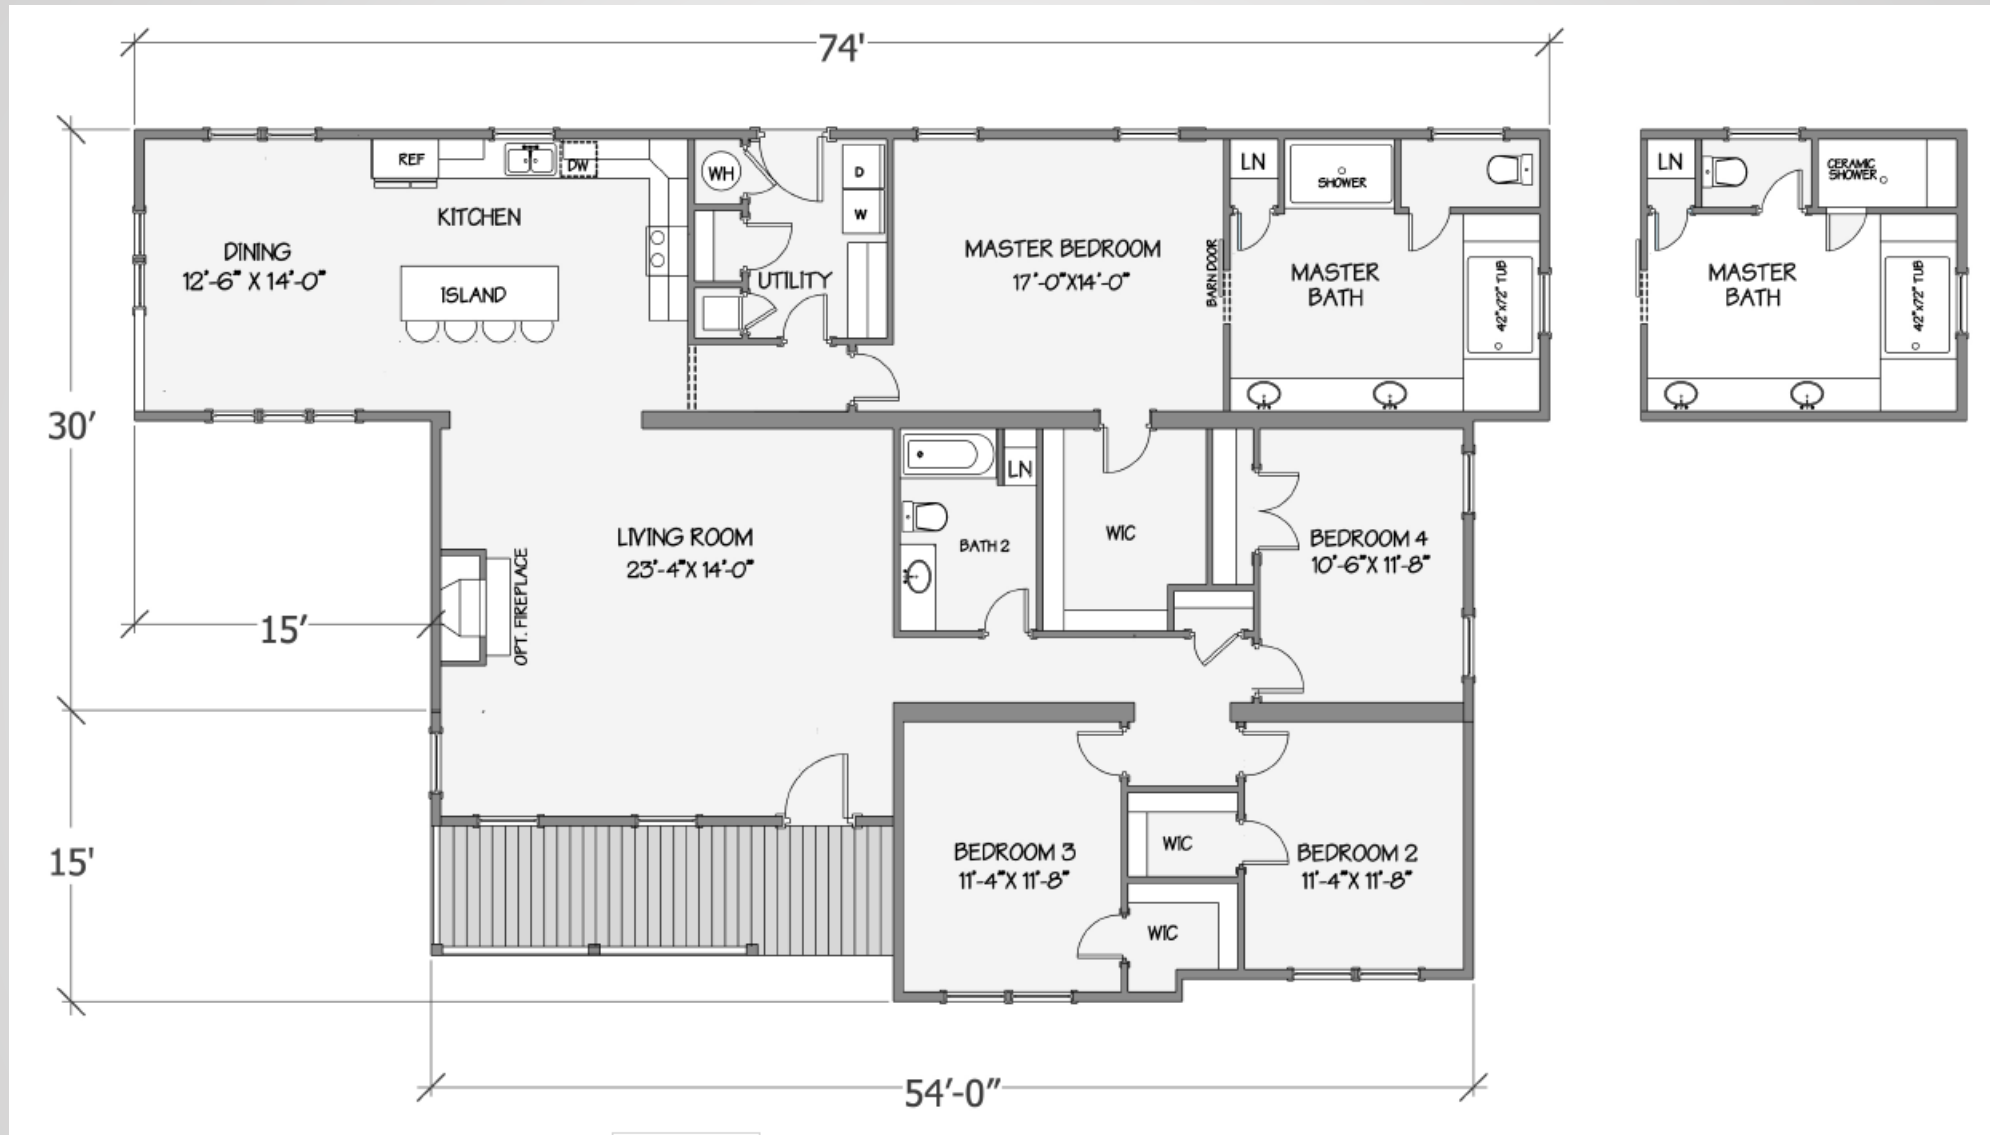 74'
REF
DW
WH
D
W
LN
SHOWER
LN
CERAMIC
SHOWER
KITCHEN
DINING
12'-6" X 14'-0"
ISLAND
UTILITY
MASTER BEDROOM
17'-0"X14'-0"
BARN DOOR
MASTER
BATH
42"x72" TUB
MASTER
BATH
42"x72" TUB
30'
LIVING ROOM
23'-4"X 14'-0"
OPT. FIREPLACE
LN
BATH 2
WIC
BEDROOM 4
10'-6"X 11'-8"
15'
15'
BEDROOM 3
11'-4"X 11'-8"
WIC
WIC
BEDROOM 2
11'-4"X 11'-8"
54'-0"